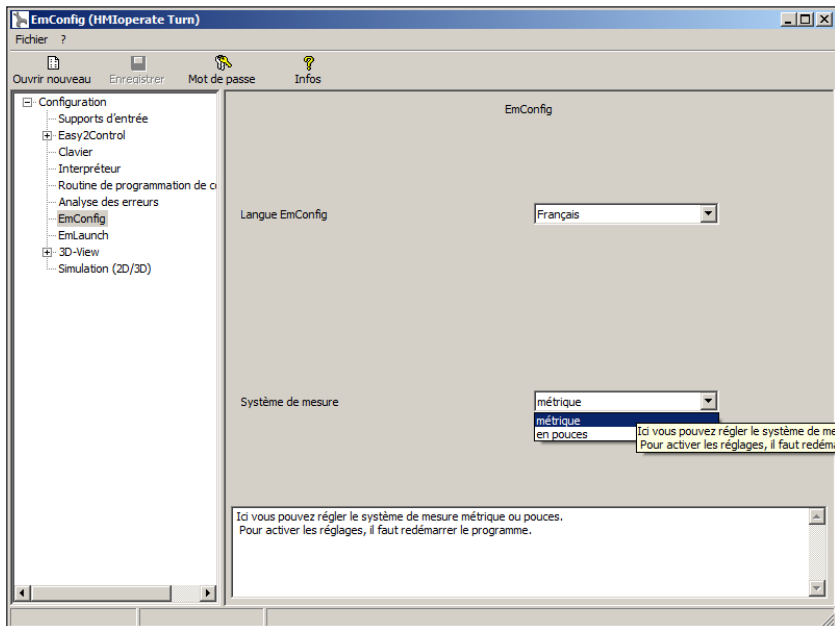 EmConfig (HMIoperate Turn)
Fichier ?
Ouvrir nouveau Enregistrer Mot de passe Infos
Configuration
Supports d'entrée
Easy2Control
Clavier
Interpréteur
Routine de programmation de
Analyse des erreurs
EmConfig
EmLaunch
3D-View
Simulation (2D/3D)
EmConfig
Langue EmConfig
Français
Système de mesure
métrique
métrique
en pouces
Ici vous pouvez régler le système de
Pour activer les réglages, il faut
Ici vous pouvez régler le système de mesure métrique ou pouces.
Pour activer les réglages, il faut redémarrer le programme.